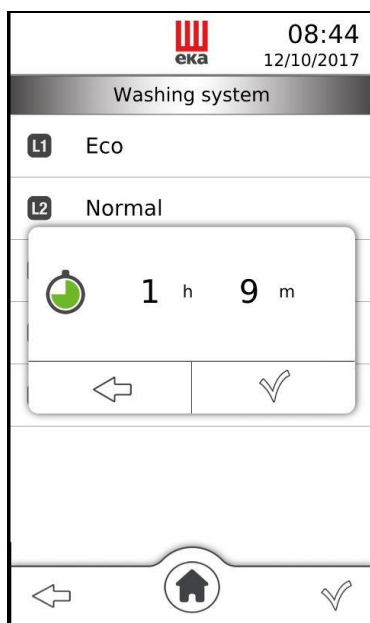 eka
08:44
12/10/2017
Washing system
L1 Eco
L2 Normal
1 h 9 m